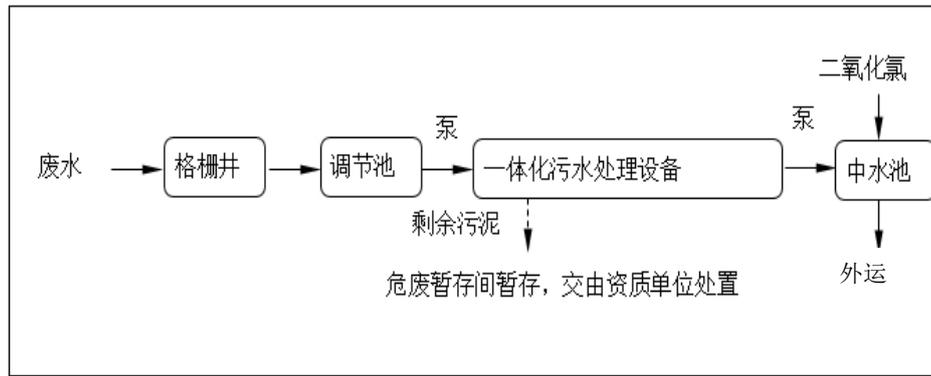 二氧化氯
泵
泵
废水
格栅井
调节池
一体化污水处理设备
中水池
剩余污泥
外运
危废暂存间暂存，交由资质单位处置